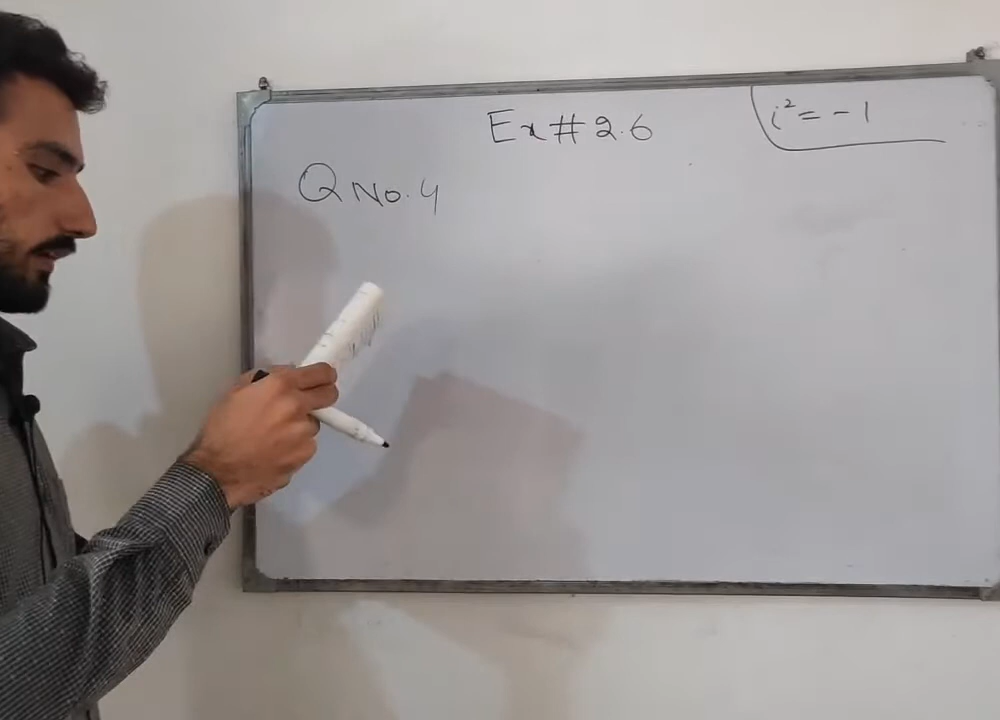 Ex # 2.6
i² = -1
Q No. 4